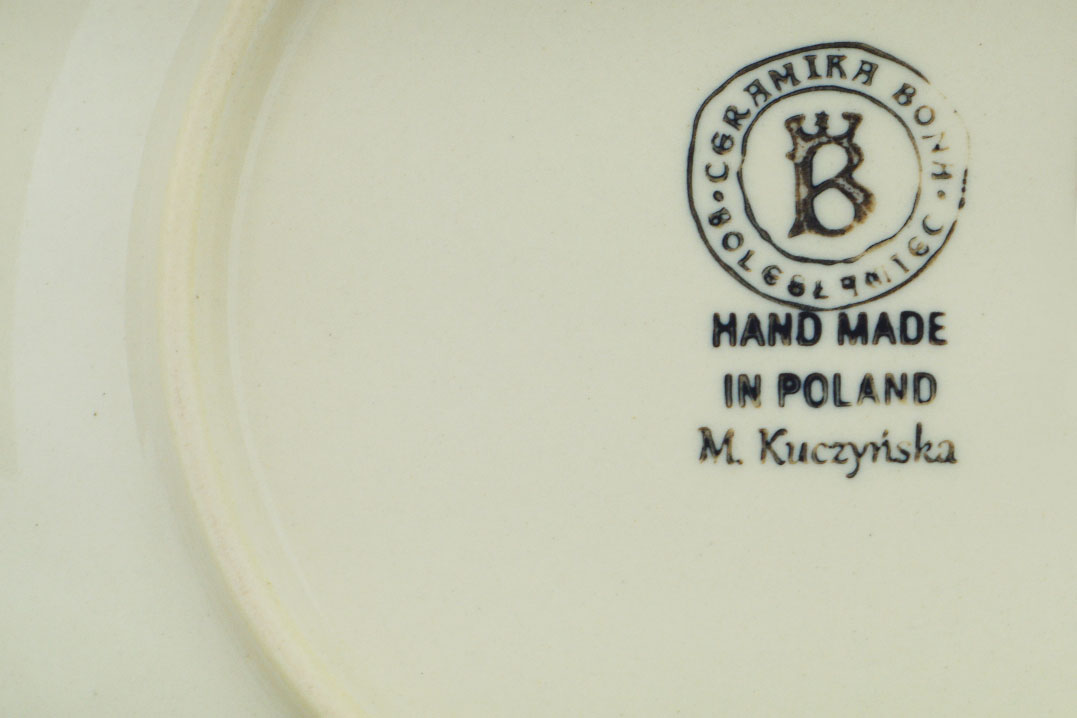 CERAMIKA BONA · BOLESŁAWIEC ·
B
HAND MADE
IN POLAND
M. Kuczyńska